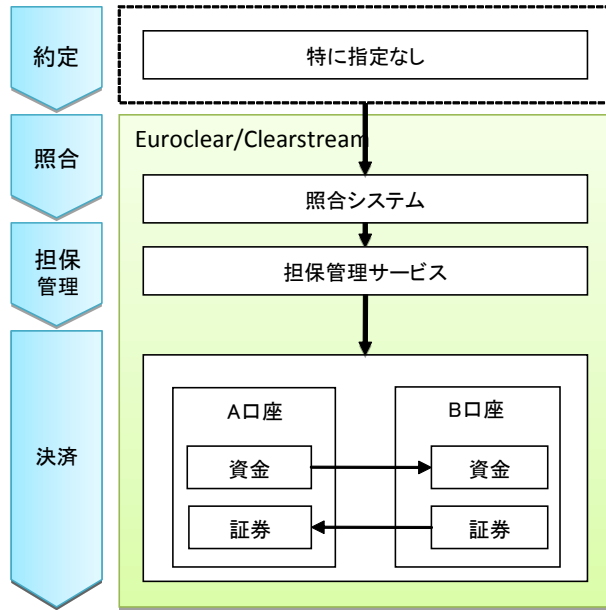 約定
特に指定なし
Euroclear/Clearstream
照合
照合システム
担保
管理
担保管理サービス
決済
A口座
B口座
資金
資金
証券
証券